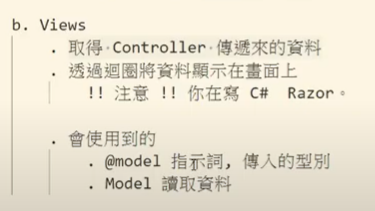 b. Views
. 取得 Controller 傳遞來的資料
. 透過迴圈將資料顯示在畫面上
!! 注意 !! 你在寫 C# Razor。
. 會使用到的
. @model 指示詞, 傳入的型別
. Model 讀取資料